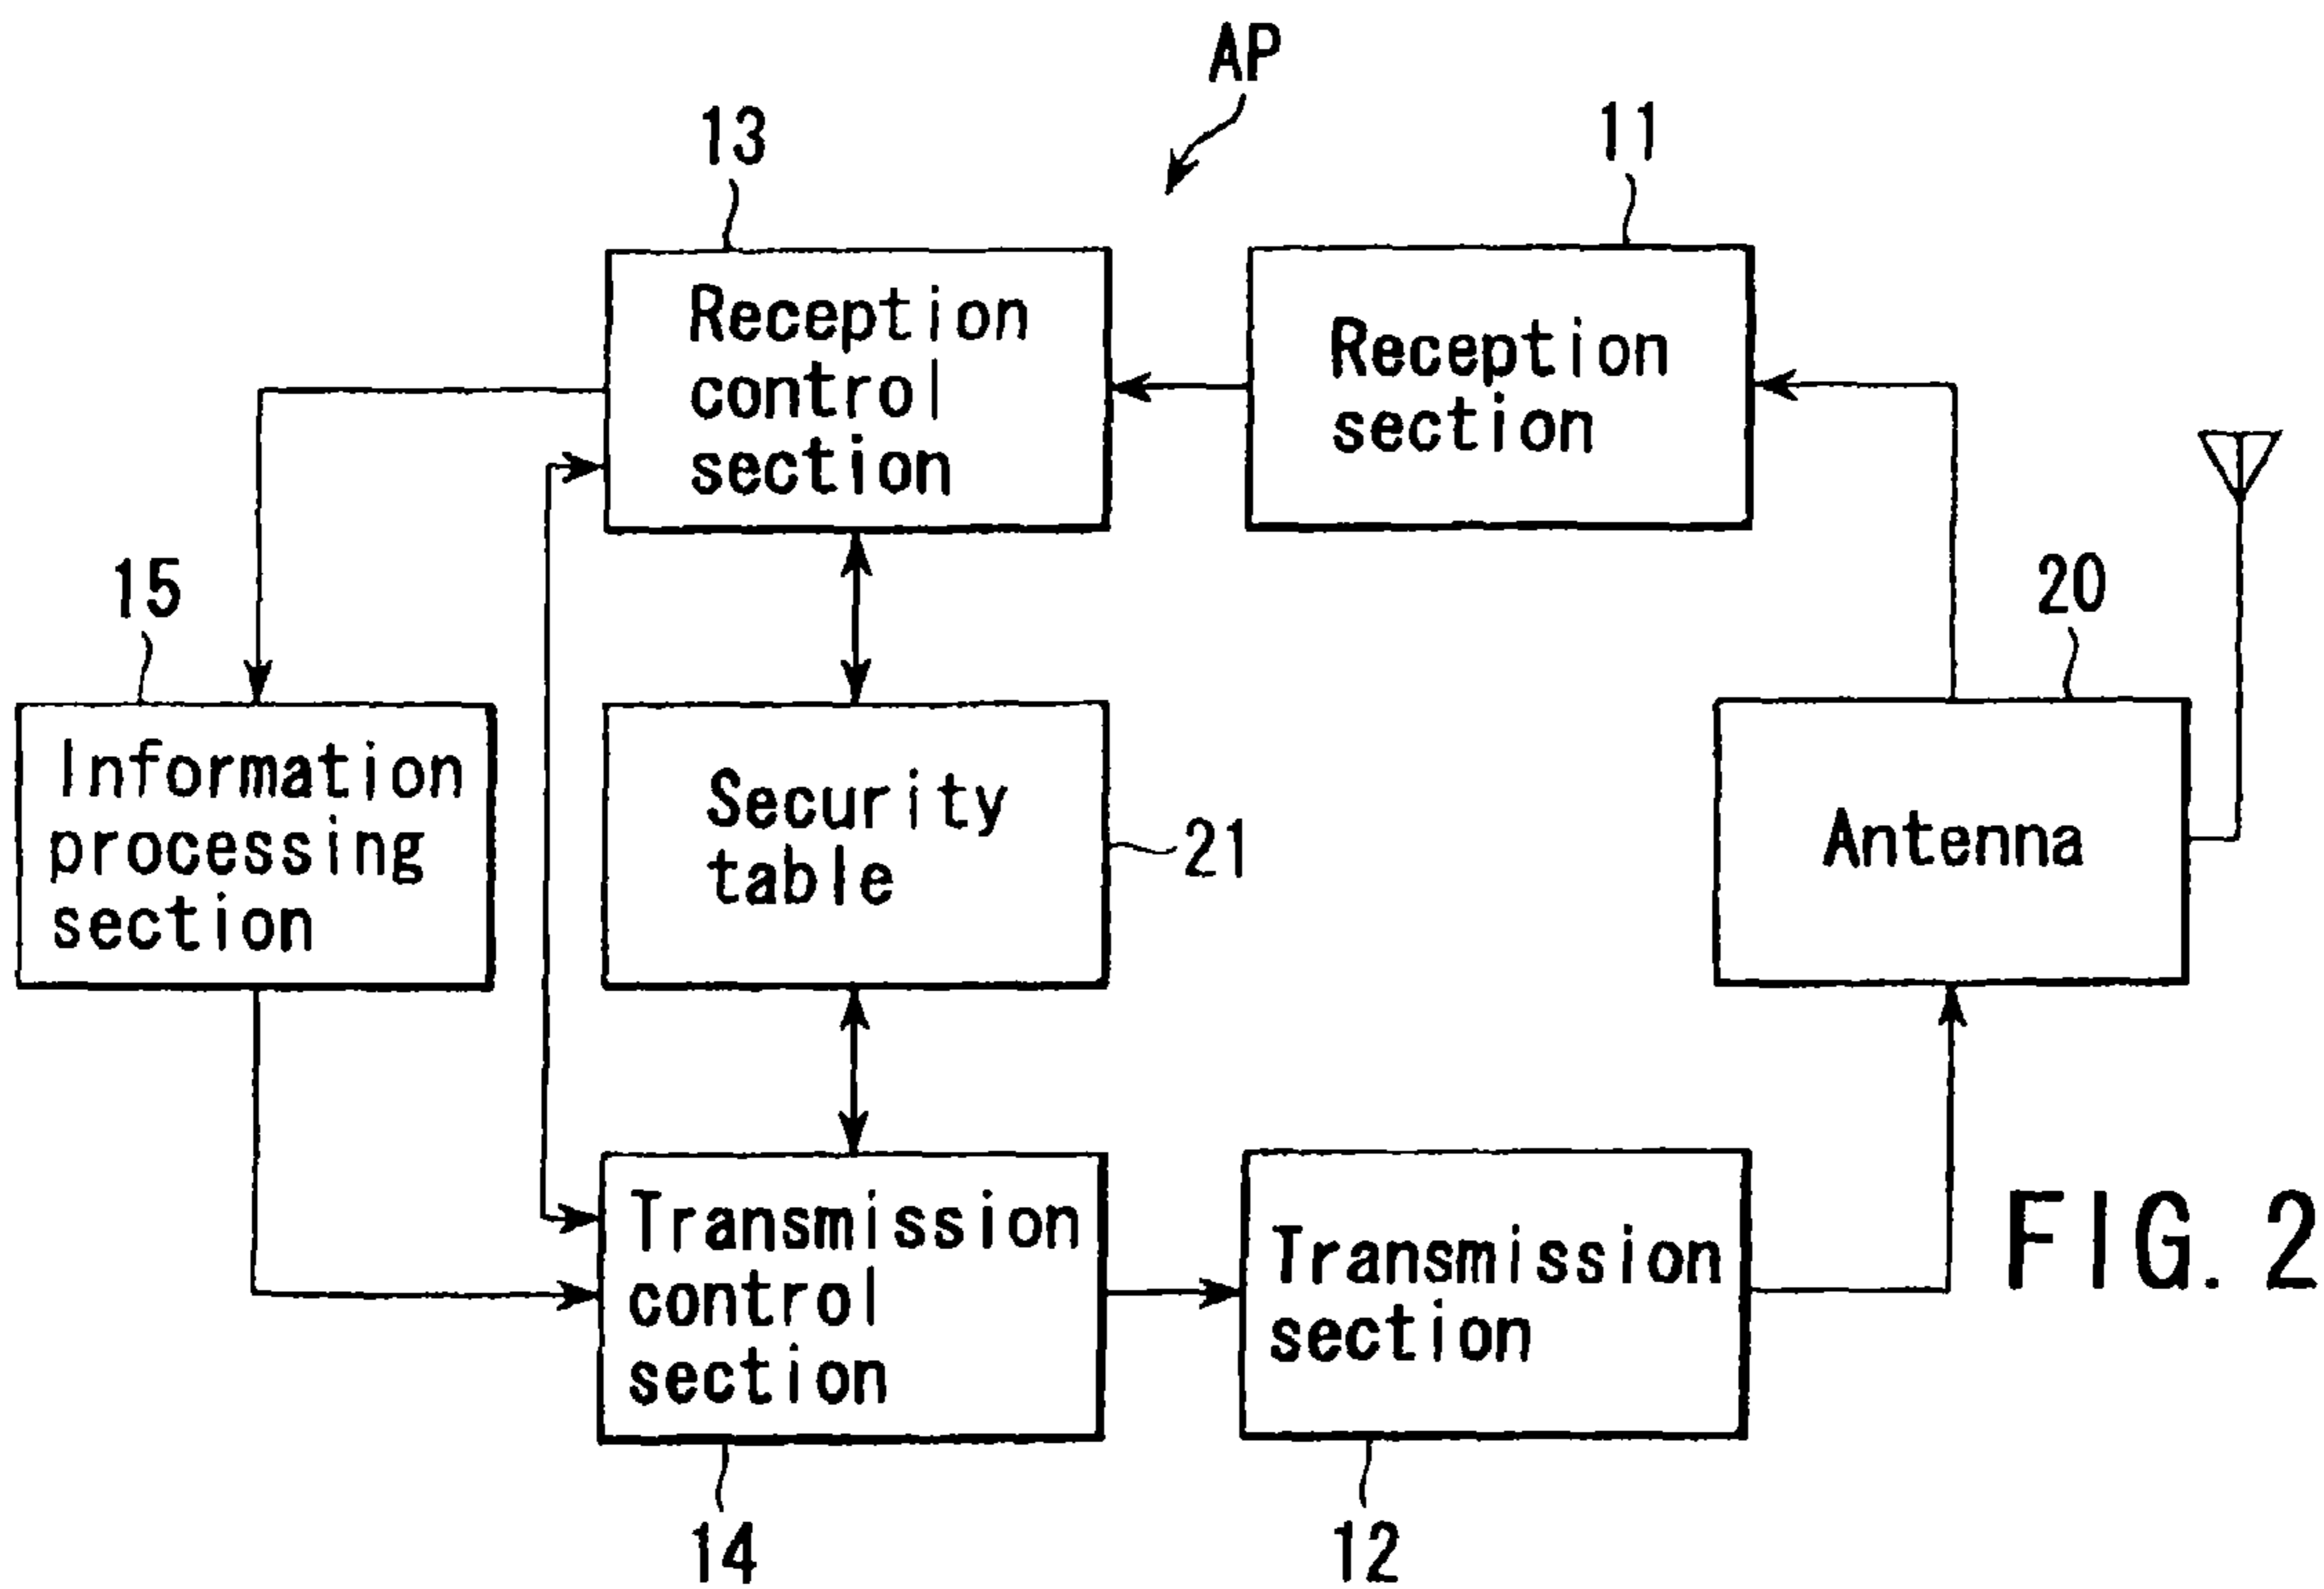 AP
13
11
Reception
control
section
Reception
section
15
20
Information
processing
section
Security
table
21
Antenna
Transmission
control
section
Transmission
section
FIG. 2
14
12